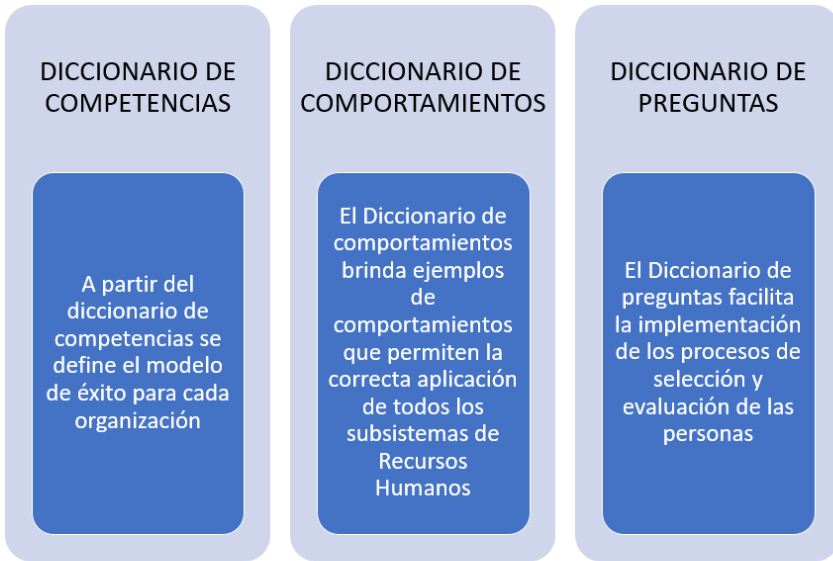 DICCIONARIO DE
COMPETENCIAS
A partir del
diccionario de
competencias se
define el modelo
de éxito para cada
organización
DICCIONARIO DE
COMPORTAMIENTOS
El Diccionario de
comportamientos
brinda ejemplos
de
comportamientos
que permiten la
correcta aplicación
de todos los
subsistemas de
Recursos
Humanos
DICCIONARIO DE
PREGUNTAS
El Diccionario de
preguntas facilita
la implementación
de los procesos de
selección y
evaluación de las
personas